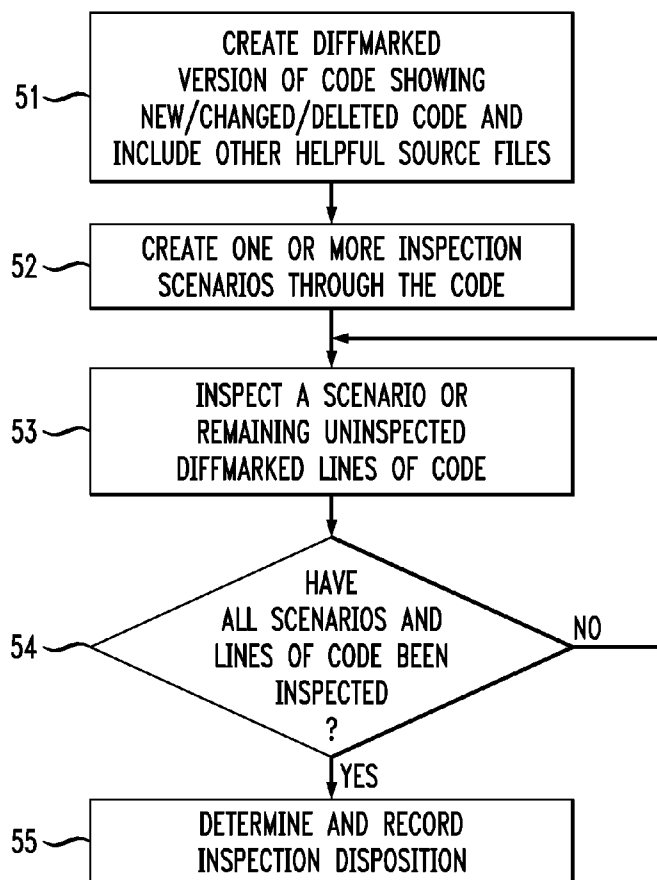 51
CREATE DIFFMARKED
VERSION OF CODE SHOWING
NEW/CHANGED/DELETED CODE AND
INCLUDE OTHER HELPFUL SOURCE FILES
52
CREATE ONE OR MORE INSPECTION
SCENARIOS THROUGH THE CODE
53
INSPECT A SCENARIO OR
REMAINING UNINSPECTED
DIFFMARKED LINES OF CODE
54
HAVE
ALL SCENARIOS AND
LINES OF CODE BEEN
INSPECTED
?
NO
YES
55
DETERMINE AND RECORD
INSPECTION DISPOSITION